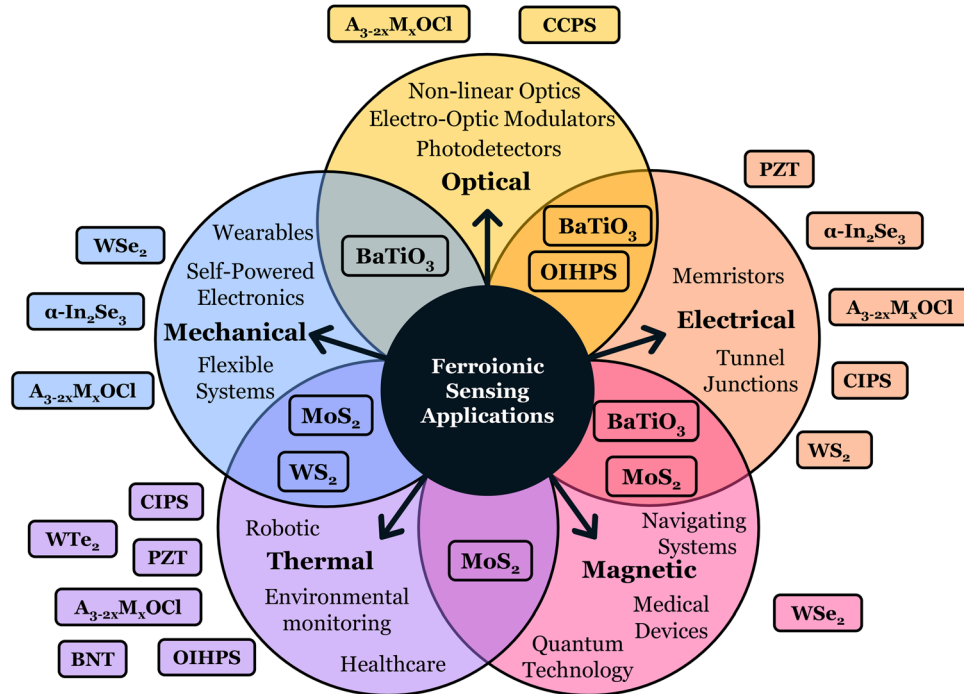 A₃₋₂ₓMₓOCl
CCPS
Non-linear Optics
Electro-Optic Modulators
Photodetectors
Optical
PZT
α-In₂Se₃
A₃₋₂ₓMₓOCl
CIPS
WS₂
BaTiO₃
OIHPS
Memristors
Electrical
Tunnel
Junctions
WSe₂
α-In₂Se₃
A₃₋₂ₓMₓOCl
Wearables
Self-Powered
Electronics
Mechanical
Flexible
Systems
BaTiO₃
Ferroionic
Sensing
Applications
BaTiO₃
MoS₂
MoS₂
WS₂
CIPS
WTe₂
PZT
A₃₋₂ₓMₓOCl
BNT
OIHPS
Robotic
Thermal
Environmental
monitoring
Healthcare
MoS₂
Navigating
Systems
Magnetic
Medical
Devices
Quantum
Technology
WSe₂